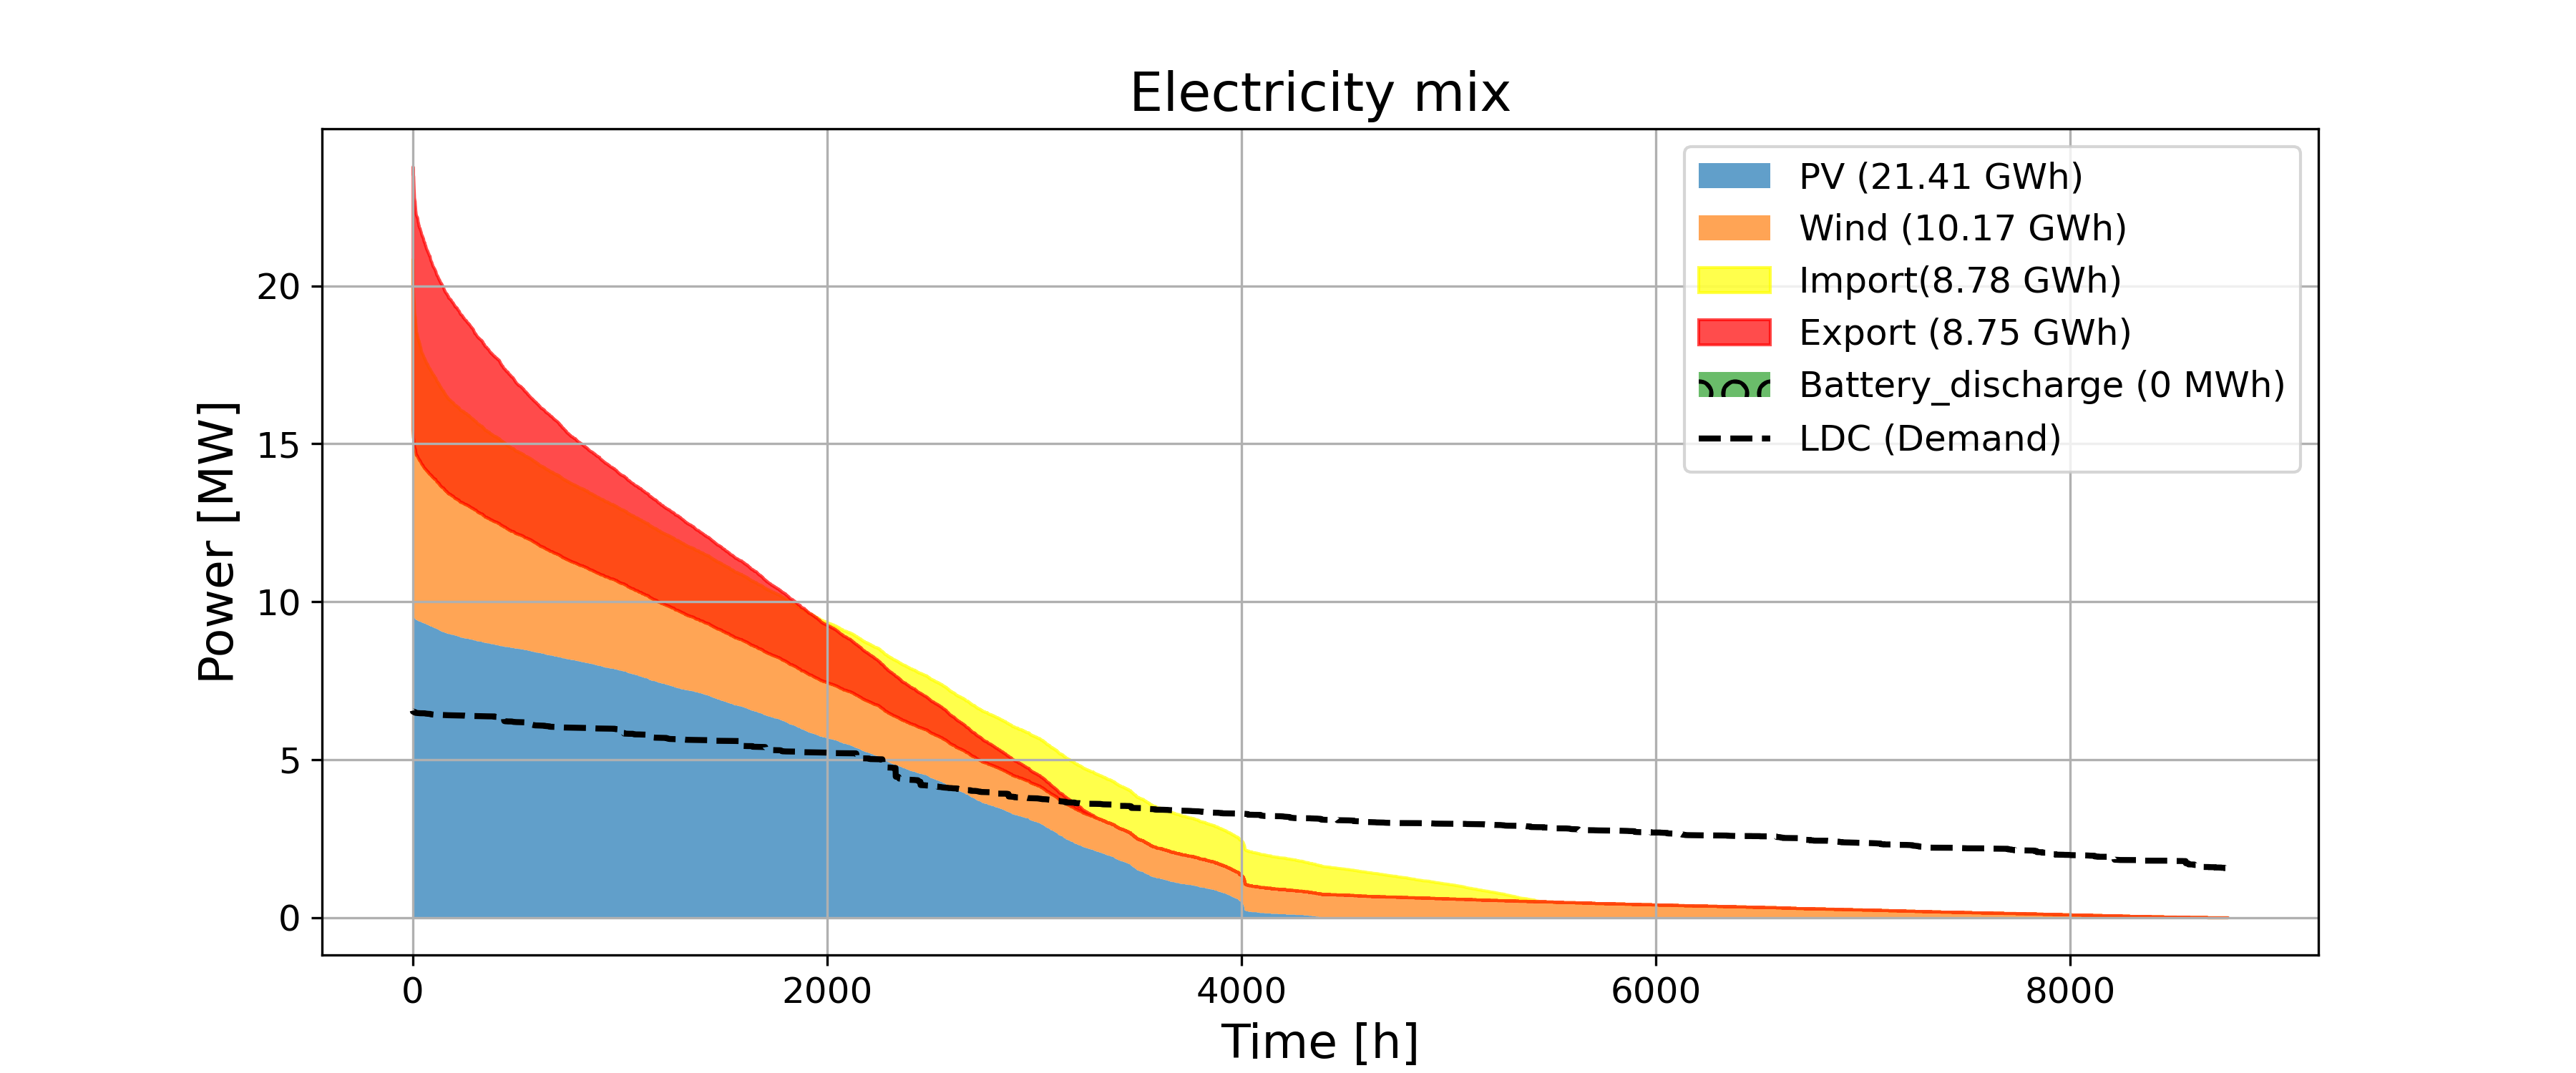 Electricity mix
Power [MW]
20
15
10
5
0
PV (21.41 GWh)
Wind (10.17 GWh)
Import(8.78 GWh)
Export (8.75 GWh)
Battery_discharge (0 MWh)
LDC (Demand)
0 2000 4000 6000 8000
Time [h]